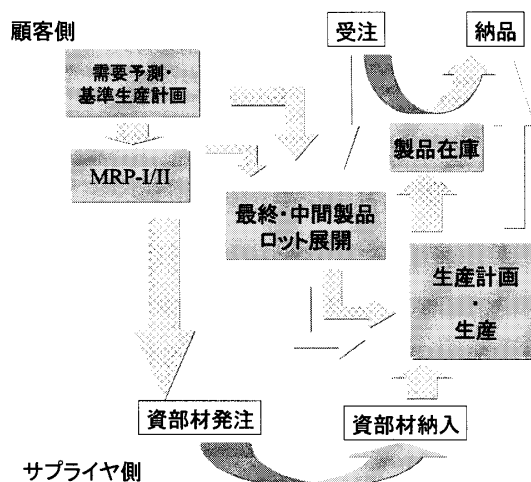 顧客側
受注
納品
需要予測・
基準生産計画
製品在庫
MRP-I/II
最終・中間製品
ロット展開
生産計画
・
生産
資部材発注
資部材納入
サプライヤ側